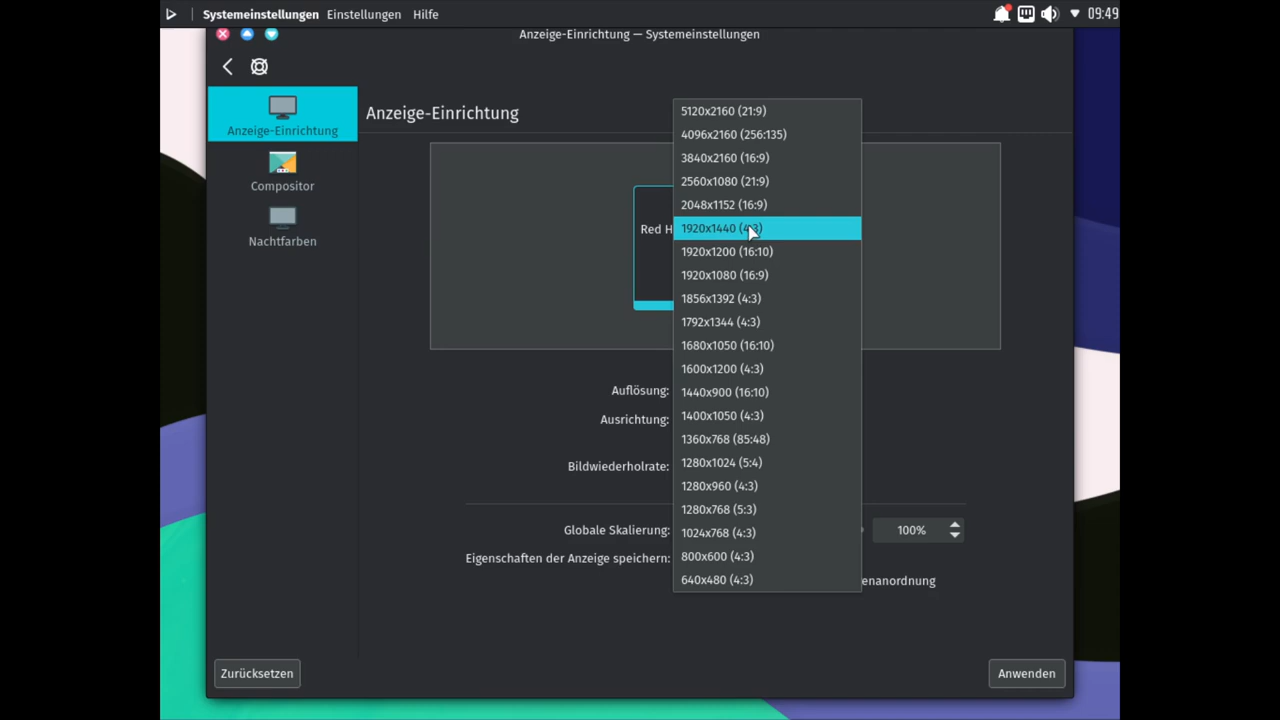 Systemeinstellungen Einstellungen Hilfe 09:49
Anzeige-Einrichtung — Systemeinstellungen
Anzeige-Einrichtung
Compositor
Nachtfarben
Anzeige-Einrichtung
Red H
5120x2160 (21:9)
4096x2160 (256:135)
3840x2160 (16:9)
2560x1080 (21:9)
2048x1152 (16:9)
1920x1440 (4:3)
1920x1200 (16:10)
1920x1080 (16:9)
1856x1392 (4:3)
1792x1344 (4:3)
1680x1050 (16:10)
1600x1200 (4:3)
1440x900 (16:10)
1400x1050 (4:3)
1360x768 (85:48)
1280x1024 (5:4)
1280x960 (4:3)
1280x768 (5:3)
1024x768 (4:3)
800x600 (4:3)
640x480 (4:3)
Auflösung:
Ausrichtung:
Bildwiederholrate:
Globale Skalierung: 100%
Eigenschaften der Anzeige speichern:
enanordnung
Zurücksetzen
Anwenden